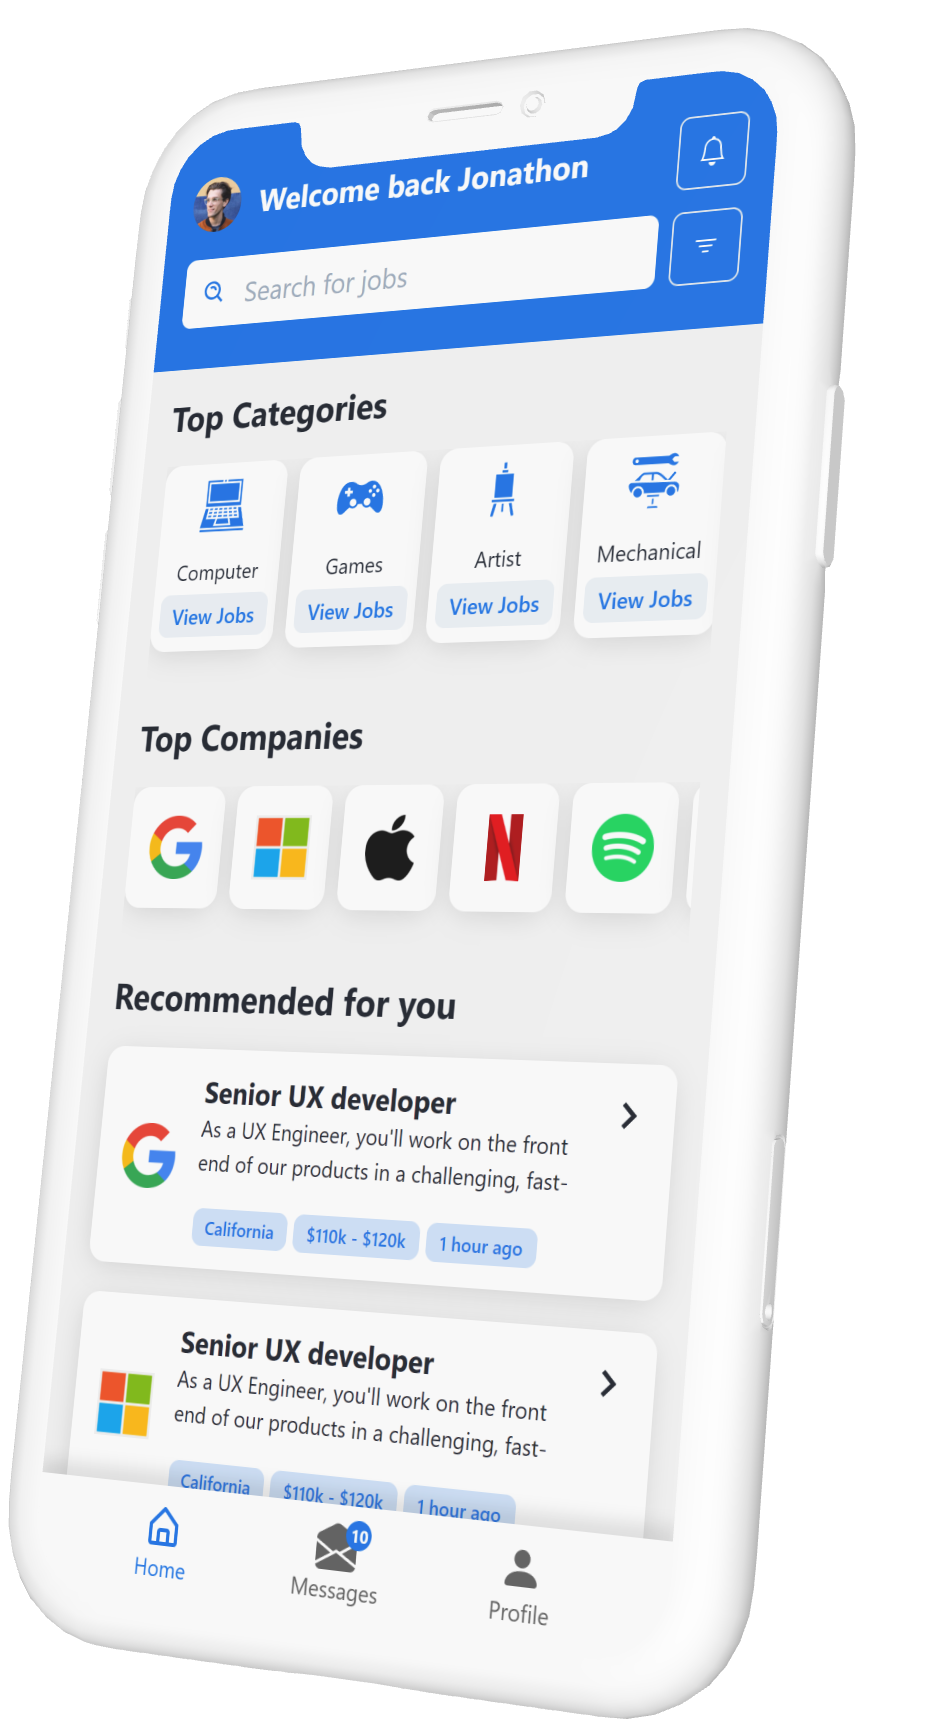 Welcome back Jonathon
Search for jobs
Top Categories
Computer
View Jobs
Games
View Jobs
Artist
View Jobs
Mechanical
View Jobs
Top Companies
Recommended for you
Senior UX developer
As a UX Engineer, you'll work on the front
end of our products in a challenging, fast-
California
$110k - $120k
1 hour ago
Senior UX developer
As a UX Engineer, you'll work on the front
end of our products in a challenging, fast-
California
$110k - $120k
1 hour ago
Home
10
Messages
Profile